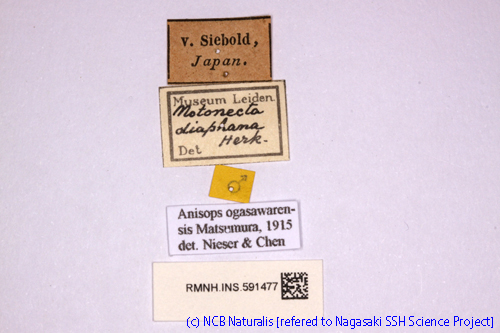 v. Siebold,
Japan.
Museum Leiden
Notonecta
diaphana
Herk.
Det
♂
Anisops ogasawaren-
sis Matsumura, 1915
det. Nieser & Chen
RMNH.INS.591477
(c) NCB Naturalis [refered to Nagasaki SSH Science Project]